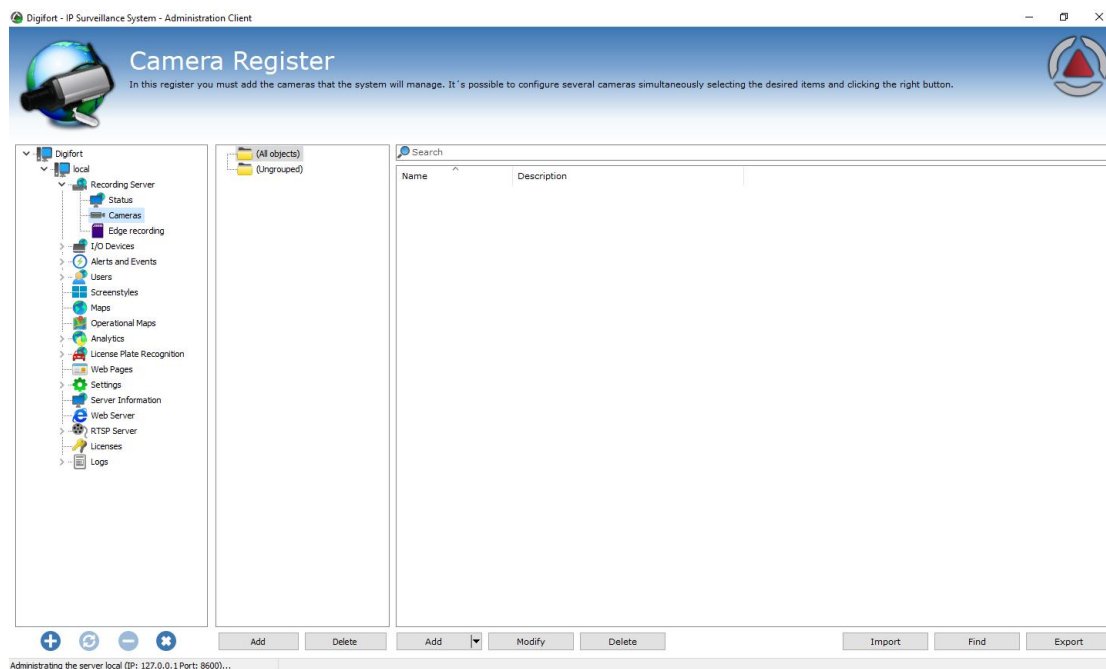 Digifort - IP Surveillance System - Administration Client
Camera Register
In this register you must add the cameras that the system will manage. It´s possible to configure several cameras simultaneously selecting the desired items and clicking the right button.
Digifort
local
Recording Server
Status
Cameras
Edge recording
I/O Devices
Alerts and Events
Users
Screenstyles
Maps
Operational Maps
Analytics
License Plate Recognition
Web Pages
Settings
Server Information
Web Server
RTSP Server
Licenses
Logs
(All objects)
(Ungrouped)
Search
Name Description
Add Delete Add Modify Delete Import Find Export
Administrating the server local (IP: 127.0.0.1 Port: 8600)...